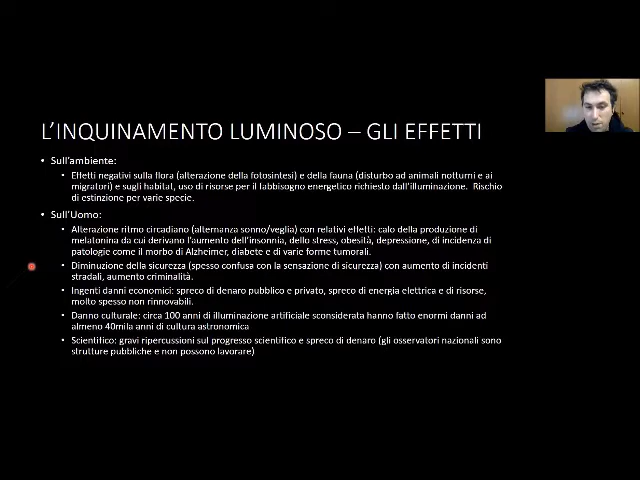 L'INQUINAMENTO LUMINOSO – GLI EFFETTI
• Sull'ambiente:
• Effetti negativi sulla flora (alterazione della fotosintesi) e della fauna (disturbo ad animali notturni e ai
migratori) e sugli habitat, uso di risorse per il fabbisogno energetico richiesto dall'illuminazione. Rischio
di estinzione per varie specie.
• Sull'Uomo:
• Alterazione ritmo circadiano (alternanza sonno/veglia) con relativi effetti: calo della produzione di
melatonina da cui derivano l'aumento dell'insonnia, dello stress, obesità, depressione, di incidenza di
patologie come il morbo di Alzheimer, diabete e di varie forme tumorali.
• Diminuzione della sicurezza (spesso confusa con la sensazione di sicurezza) con aumento di incidenti
stradali, aumento criminalità.
• Ingenti danni economici: spreco di denaro pubblico e privato, spreco di energia elettrica e di risorse,
molto spesso non rinnovabili.
• Danno culturale: circa 100 anni di illuminazione artificiale sconsiderata hanno fatto enormi danni ad
almeno 40mila anni di cultura astronomica
• Scientifico: gravi ripercussioni sul progresso scientifico e spreco di denaro (gli osservatori nazionali sono
strutture pubbliche e non possono lavorare)